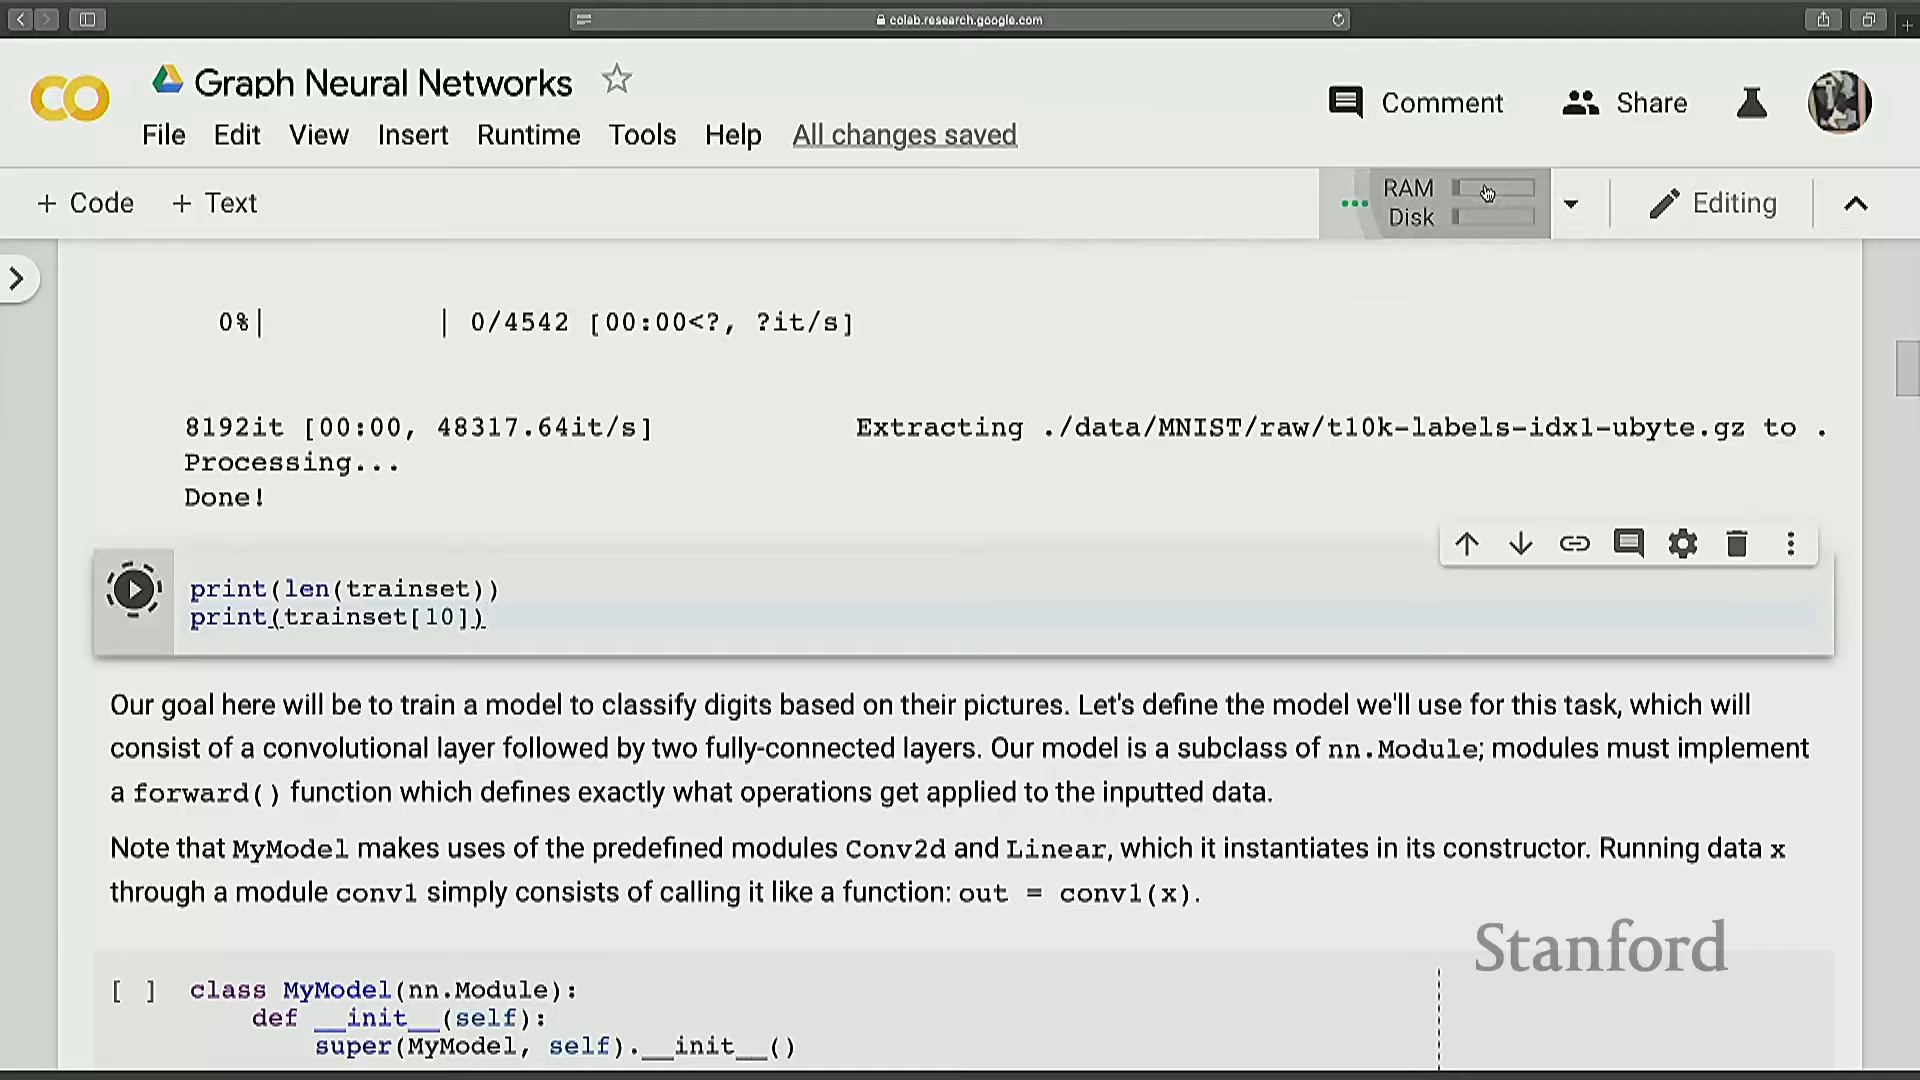 colab.research.google.com
Graph Neural Networks
Comment
Share
File Edit View Insert Runtime Tools Help All changes saved
+ Code + Text
RAM
Disk
Editing
0%| | 0/4542 [00:00<?, ?it/s]
8192it [00:00, 48317.64it/s] Extracting ./data/MNIST/raw/t10k-labels-idx1-ubyte.gz to .
Processing...
Done!
print(len(trainset))
print(trainset[10])
Our goal here will be to train a model to classify digits based on their pictures. Let's define the model we'll use for this task, which will
consist of a convolutional layer followed by two fully-connected layers. Our model is a subclass of nn.Module; modules must implement
a forward() function which defines exactly what operations get applied to the inputted data.
Note that MyModel makes uses of the predefined modules Conv2d and Linear, which it instantiates in its constructor. Running data x
through a module conv1 simply consists of calling it like a function: out = conv1(x).
Stanford
[ ] class MyModel(nn.Module):
def __init__(self):
super(MyModel, self).__init__()